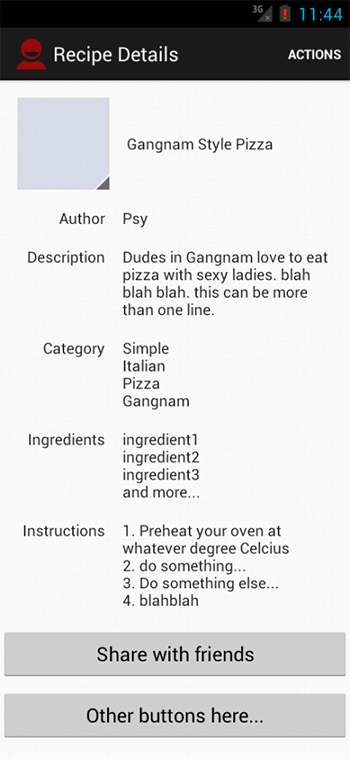 3G 11:44
Recipe Details ACTIONS
Gangnam Style Pizza
Author Psy
Description Dudes in Gangnam love to eat
pizza with sexy ladies. blah
blah blah. this can be more
than one line.
Category Simple
Italian
Pizza
Gangnam
Ingredients ingredient1
ingredient2
ingredient3
and more...
Instructions 1. Preheat your oven at
whatever degree Celcius
2. do something...
3. Do something else...
4. blahblah
Share with friends
Other buttons here...